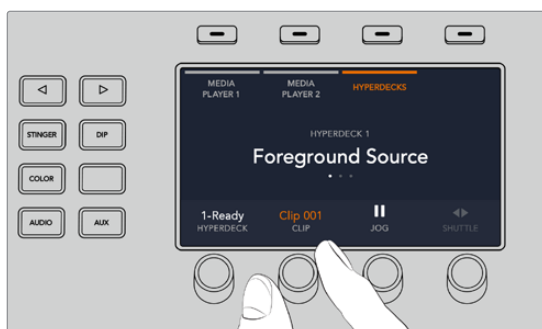 MEDIA
PLAYER 1
MEDIA
PLAYER 2
HYPERDECKS
HYPERDECK 1
Foreground Source
1-Ready
HYPERDECK
Clip 001
CLIP
JOG
SHUTTLE
STINGER
DIP
COLOR
AUDIO
AUX